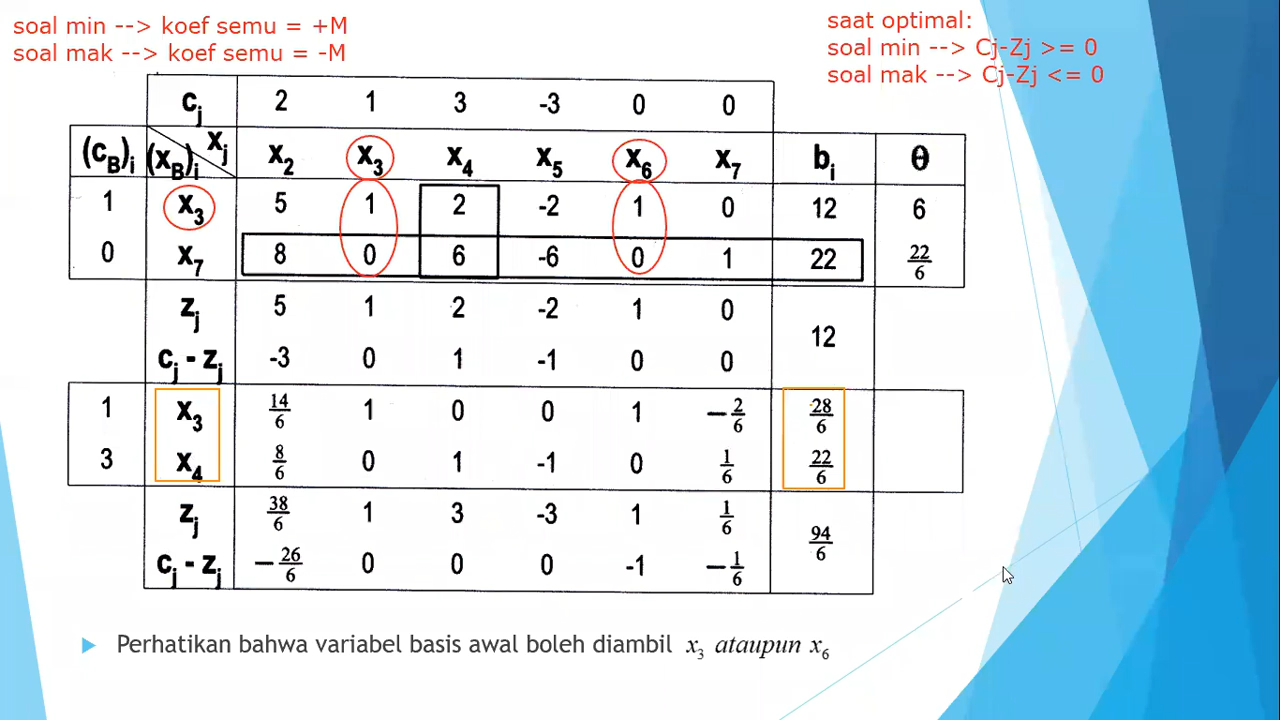 soal min --> koef semu = +M
soal mak --> koef semu = -M
saat optimal:
soal min --> Cj-Zj >= 0
soal mak --> Cj-Zj <= 0
cj 2 1 3 -3 0 0
(cB)i (xB)i xj x2 x3 x4 x5 x6 x7 bi θ
1 x3 5 1 2 -2 1 0 12 6
0 x7 8 0 6 -6 0 1 22 22/6
zj 5 1 2 -2 1 0 12
cj - zj -3 0 1 -1 0 0
1 x3 14/6 1 0 0 1 -2/6 28/6
3 x4 8/6 0 1 -1 0 1/6 22/6
zj 38/6 1 3 -3 1 1/6 94/6
cj - zj -26/6 0 0 0 -1 -1/6
Perhatikan bahwa variabel basis awal boleh diambil x3 ataupun x6